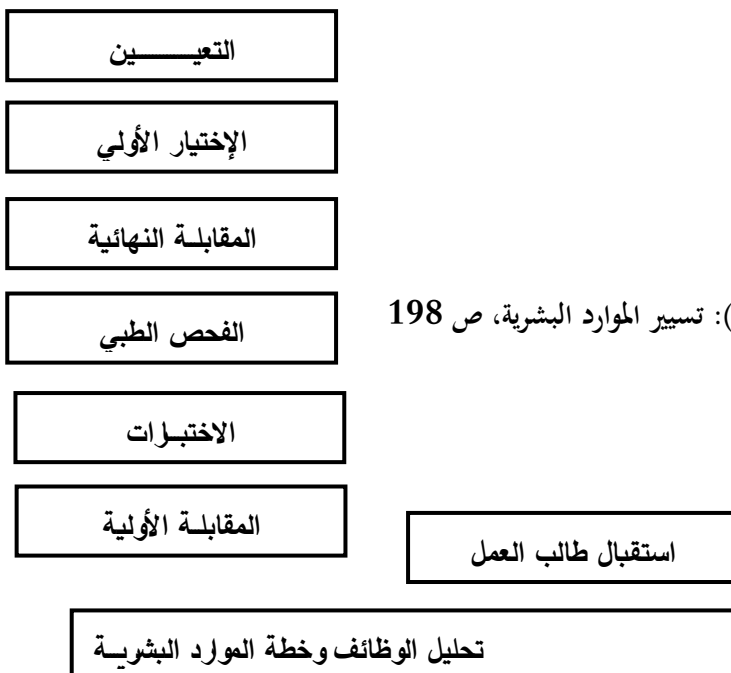 التعيــــــــين
الإختيار الأولي
المقابلـة النهائية
): تسيير الموارد البشرية، ص 198
الفحص الطبي
الاختبـارات
المقابلـة الأولية
استقبال طالب العمل
تحليل الوظائف وخطة الموارد البشريـة